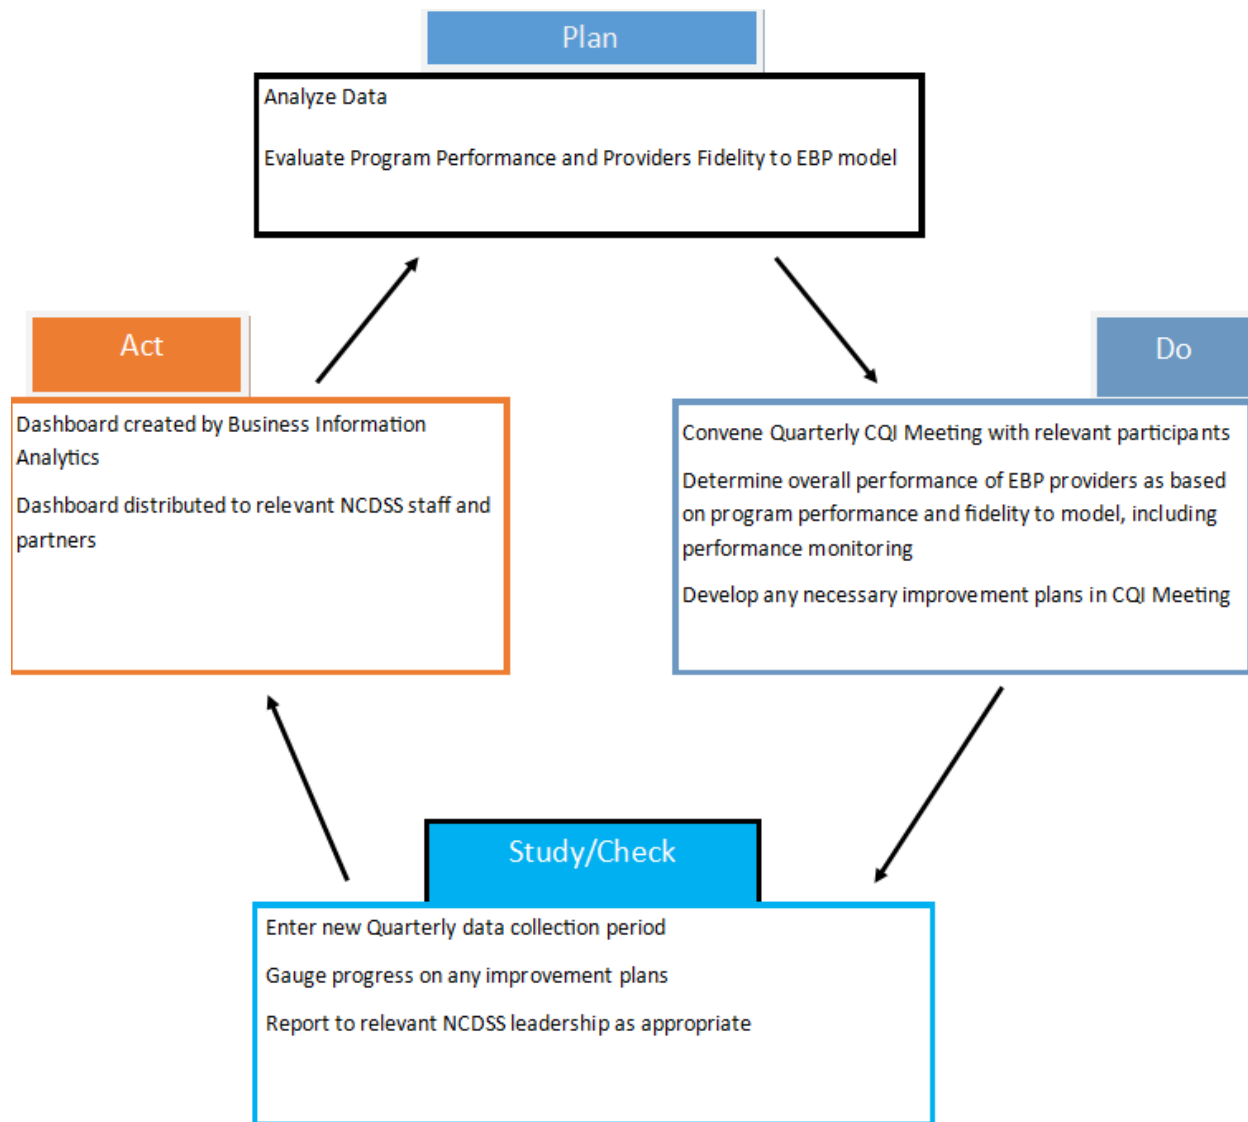 Plan
Analyze Data
Evaluate Program Performance and Providers Fidelity to EBP model
Act
Dashboard created by Business Information
Analytics
Dashboard distributed to relevant NCDSS staff and
partners
Do
Convene Quarterly CQI Meeting with relevant participants
Determine overall performance of EBP providers as based
on program performance and fidelity to model, including
performance monitoring
Develop any necessary improvement plans in CQI Meeting
Study/Check
Enter new Quarterly data collection period
Gauge progress on any improvement plans
Report to relevant NCDSS leadership as appropriate